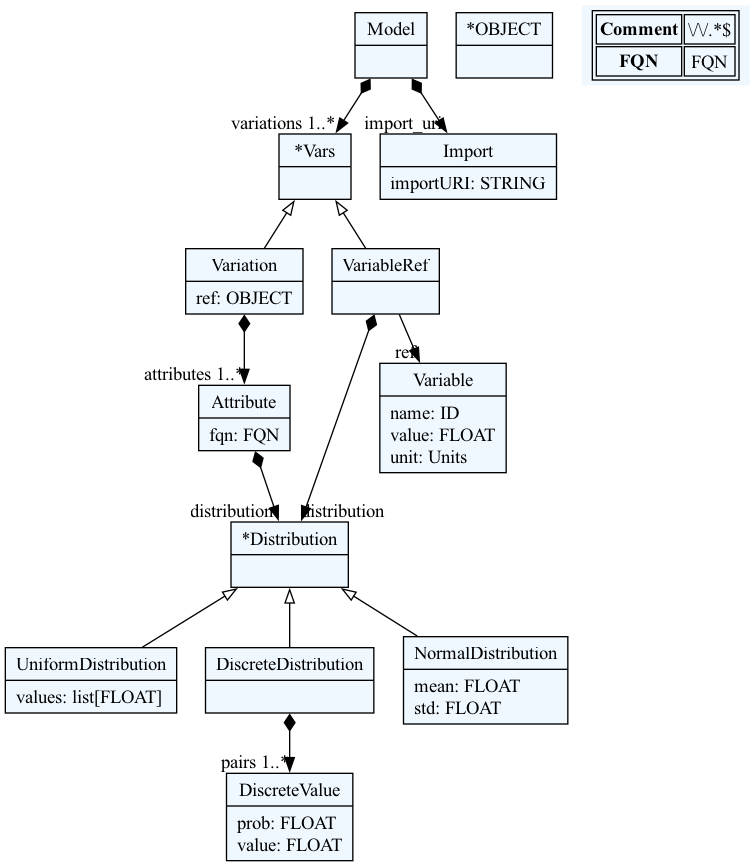 Model
*OBJECT
Comment \/\/.*$
FQN FQN
variations 1..*
import_uri
*Vars
Import
importURI: STRING
Variation
ref: OBJECT
VariableRef
attributes 1..*
ref
Attribute
fqn: FQN
Variable
name: ID
value: FLOAT
unit: Units
distribution
distribution
*Distribution
UniformDistribution
values: list[FLOAT]
DiscreteDistribution
NormalDistribution
mean: FLOAT
std: FLOAT
pairs 1..*
DiscreteValue
prob: FLOAT
value: FLOAT